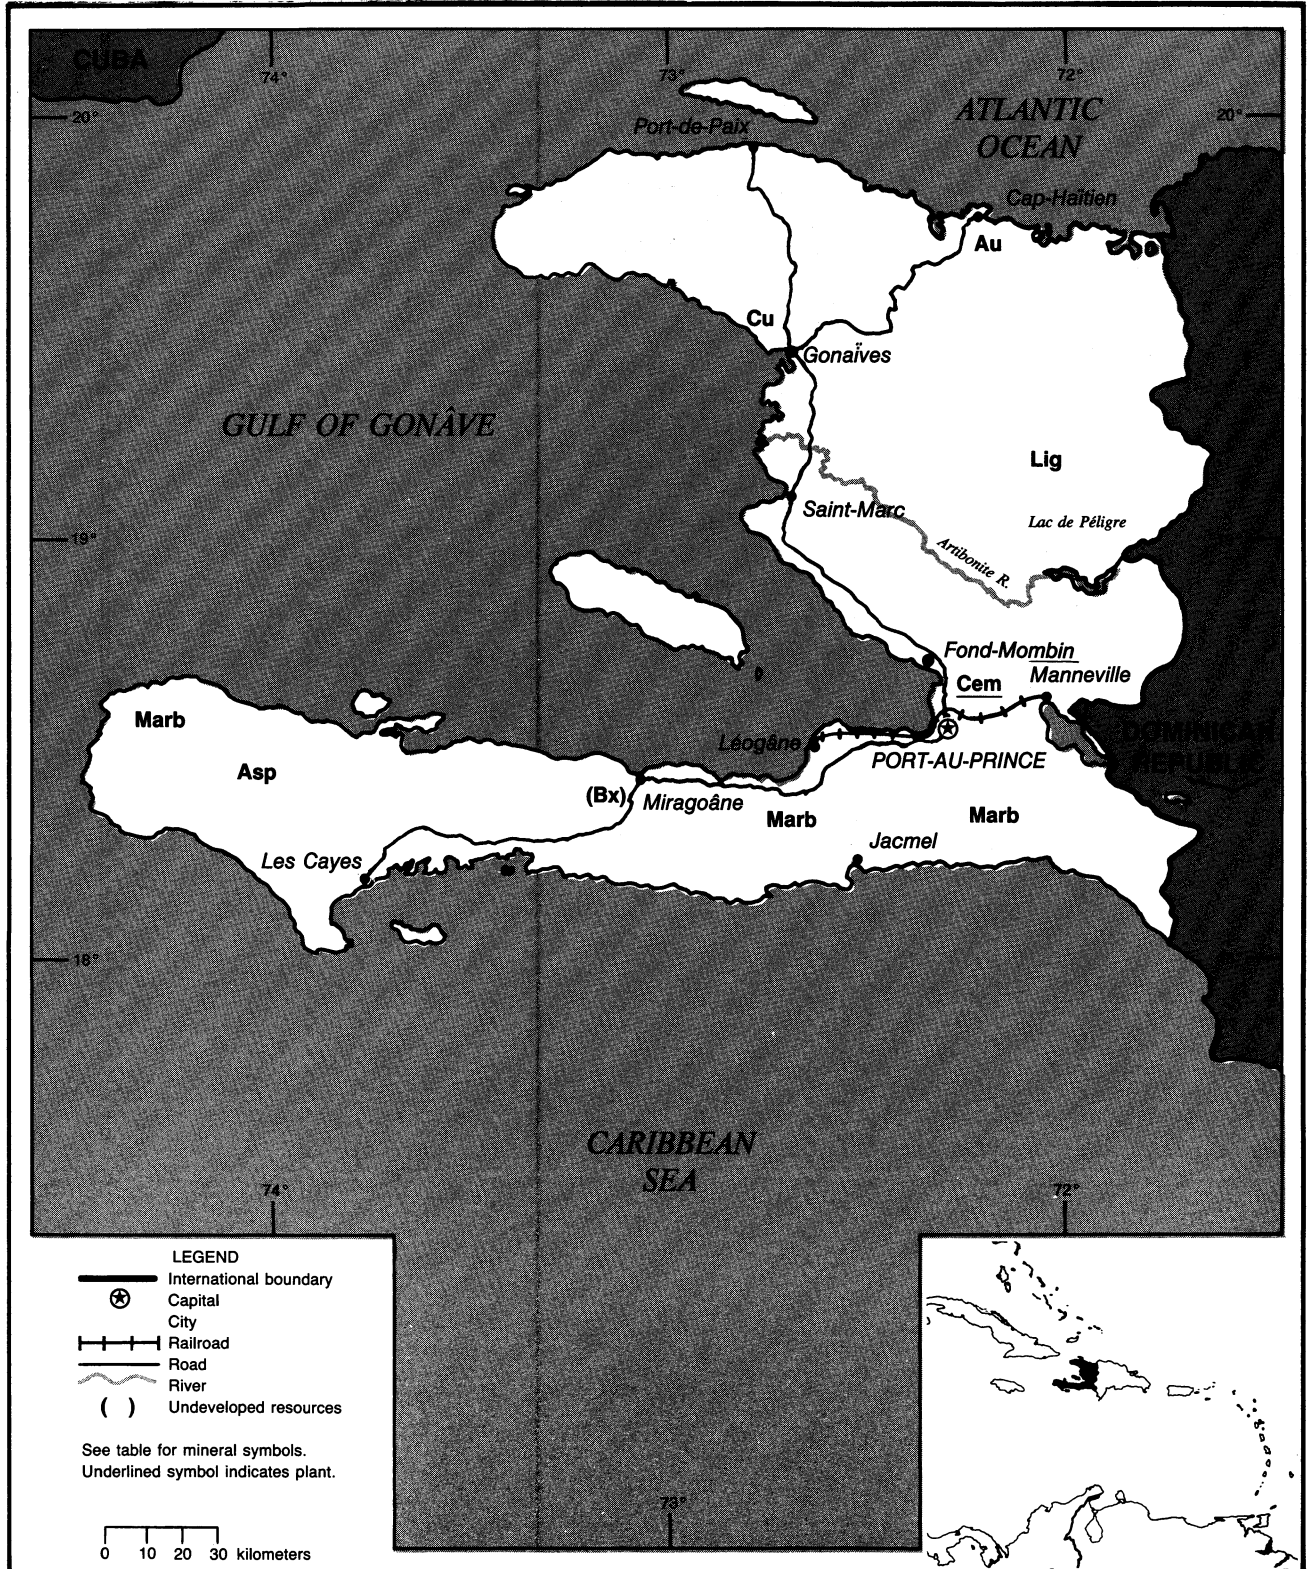 CUBA
74°
73°
72°
20°
20°
ATLANTIC
OCEAN
Port-de-Paix
Cap-Haïtien
Au
Cu
Gonaïves
GULF OF GONÂVE
Lig
Saint-Marc
Lac de Péligre
19°
Artibonite R.
Fond-Mombin
Manneville
Cem
Marb
Léogâne
DOMINICAN
REPUBLIC
PORT-AU-PRINCE
Asp
(Bx)
Miragoâne
Marb
Marb
Jacmel
Les Cayes
18°
CARIBBEAN
SEA
74°
72°
LEGEND
International boundary
Capital
City
Railroad
Road
River
( ) Undeveloped resources
See table for mineral symbols.
Underlined symbol indicates plant.
73°
0 10 20 30 kilometers